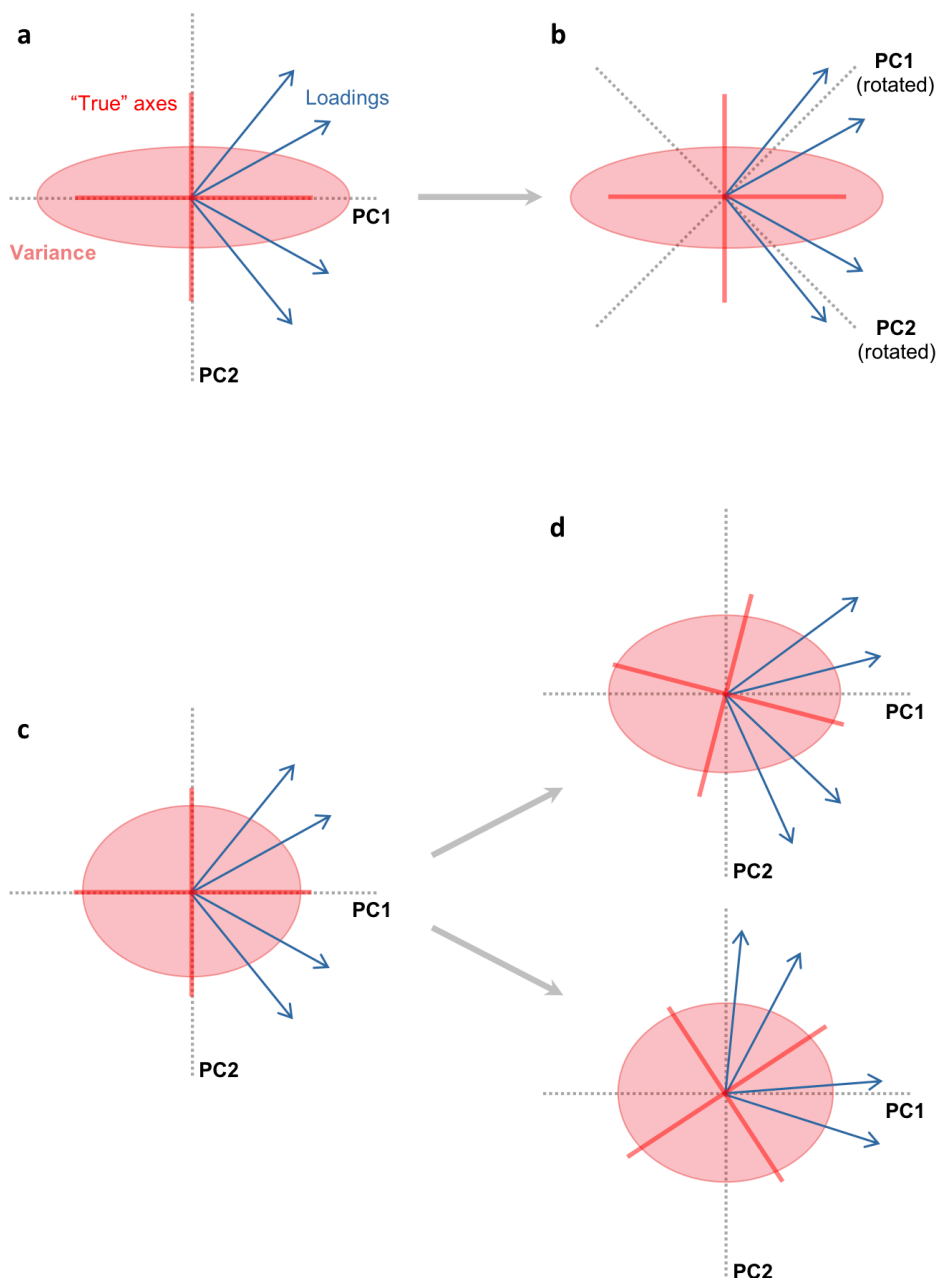 a
b
PC1
(rotated)
“True” axes
Loadings
PC1
Variance
PC2
(rotated)
PC2
d
PC1
c
PC1
PC2
PC2
PC1
PC2